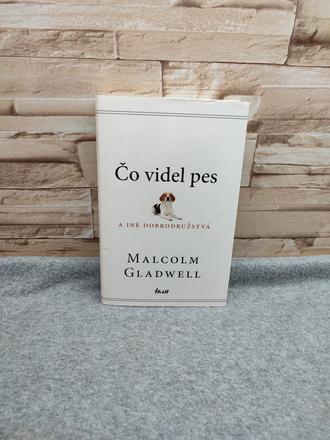 Čo videl pes
A INÉ DOBRODRUŽSTVÁ
MALCOLM
GLADWELL
IKAR